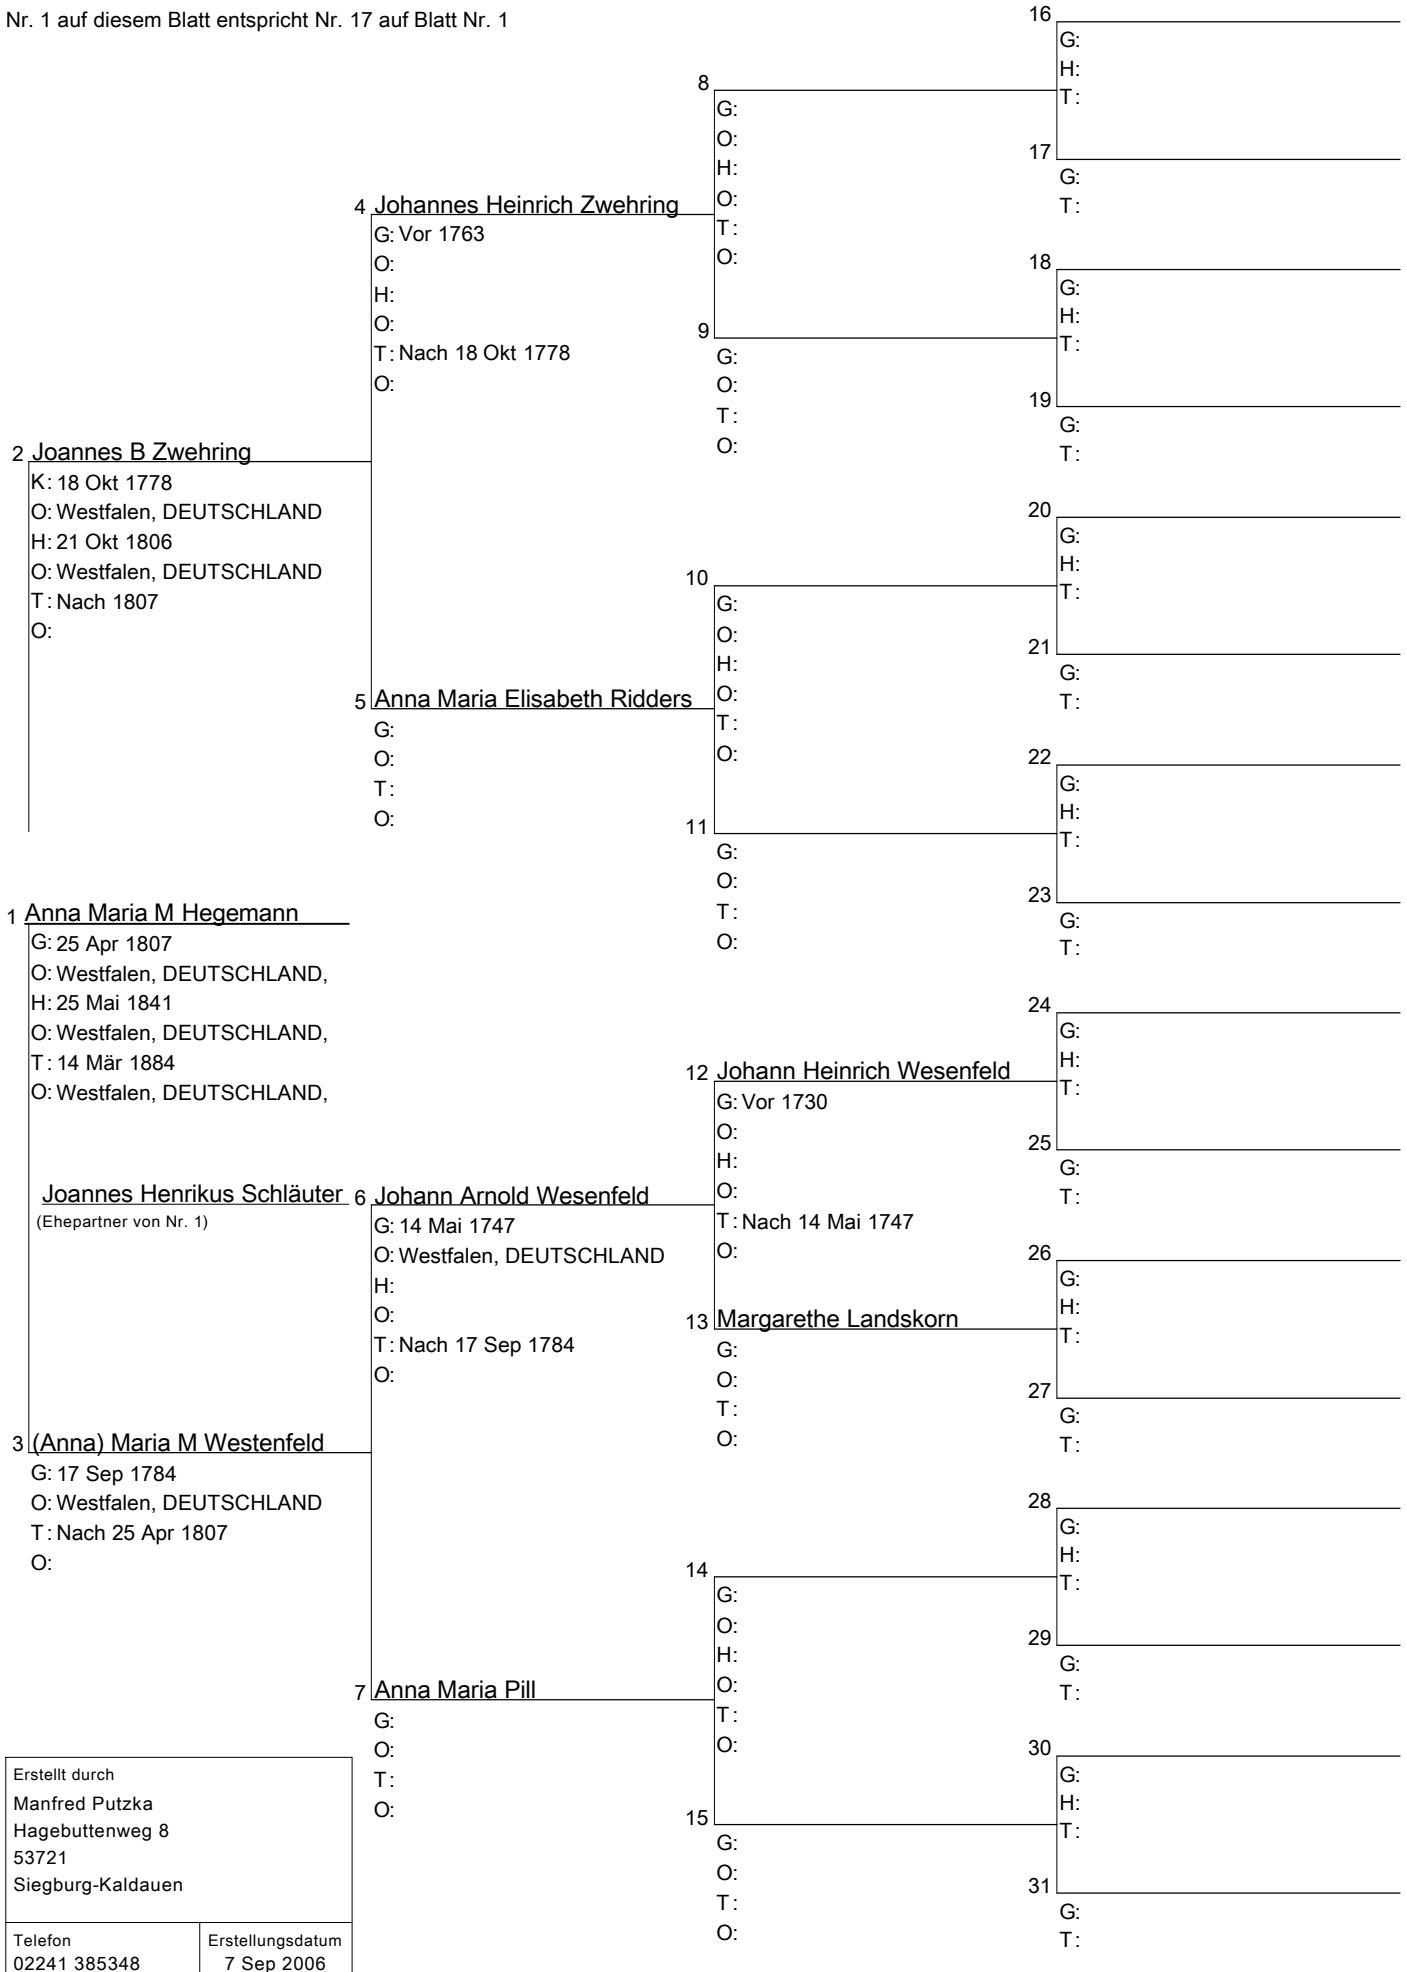 Nr. 1 auf diesem Blatt entspricht Nr. 17 auf Blatt Nr. 1
2 Joannes B Zwehring
K: 18 Okt 1778
O: Westfalen, DEUTSCHLAND
H: 21 Okt 1806
O: Westfalen, DEUTSCHLAND
T: Nach 1807
O:
1 Anna Maria M Hegemann
G: 25 Apr 1807
O: Westfalen, DEUTSCHLAND,
H: 25 Mai 1841
O: Westfalen, DEUTSCHLAND,
T: 14 Mär 1884
O: Westfalen, DEUTSCHLAND,
Joannes Henrikus Schläuter
(Ehepartner von Nr. 1)
3 (Anna) Maria M Westenfeld
G: 17 Sep 1784
O: Westfalen, DEUTSCHLAND
T: Nach 25 Apr 1807
O:
4 Johannes Heinrich Zwehring
G: Vor 1763
O:
H:
O:
T: Nach 18 Okt 1778
O:
5 Anna Maria Elisabeth Ridders
G:
O:
T:
O:
6 Johann Arnold Wesenfeld
G: 14 Mai 1747
O: Westfalen, DEUTSCHLAND
H:
O:
T: Nach 17 Sep 1784
O:
7 Anna Maria Pill
G:
O:
T:
O:
8
G:
O:
H:
O:
T:
O:
9
G:
O:
T:
O:
10
G:
O:
H:
O:
T:
O:
11
G:
O:
T:
O:
12 Johann Heinrich Wesenfeld
G: Vor 1730
O:
H:
O:
T: Nach 14 Mai 1747
O:
13 Margarethe Landskorn
G:
O:
T:
O:
14
G:
O:
H:
O:
T:
O:
15
G:
O:
T:
O:
16
G:
H:
T:
17
G:
T:
18
G:
H:
T:
19
G:
T:
20
G:
H:
T:
21
G:
T:
22
G:
H:
T:
23
G:
T:
24
G:
H:
T:
25
G:
T:
26
G:
H:
T:
27
G:
T:
28
G:
H:
T:
29
G:
T:
30
G:
H:
T:
31
G:
T:
Erstellt durch
Manfred Putzka
Hagebuttenweg 8
53721
Siegburg-Kaldauen
Telefon
02241 385348
Erstellungsdatum
7 Sep 2006